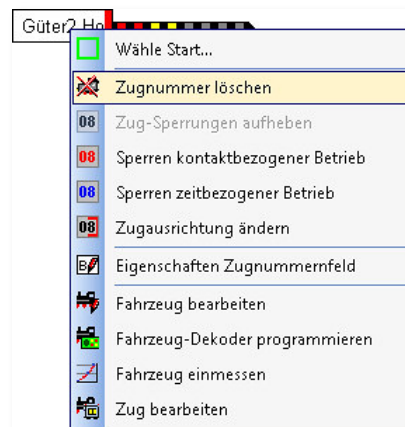 Güter2 Ho
Wähle Start...
Zugnummer löschen
08 Zug-Sperrungen aufheben
08 Sperren kontaktbezogener Betrieb
08 Sperren zeitbezogener Betrieb
08 Zugausrichtung ändern
B Eigenschaften Zugnummernfeld
Fahrzeug bearbeiten
Fahrzeug-Dekoder programmieren
Fahrzeug einmessen
Zug bearbeiten